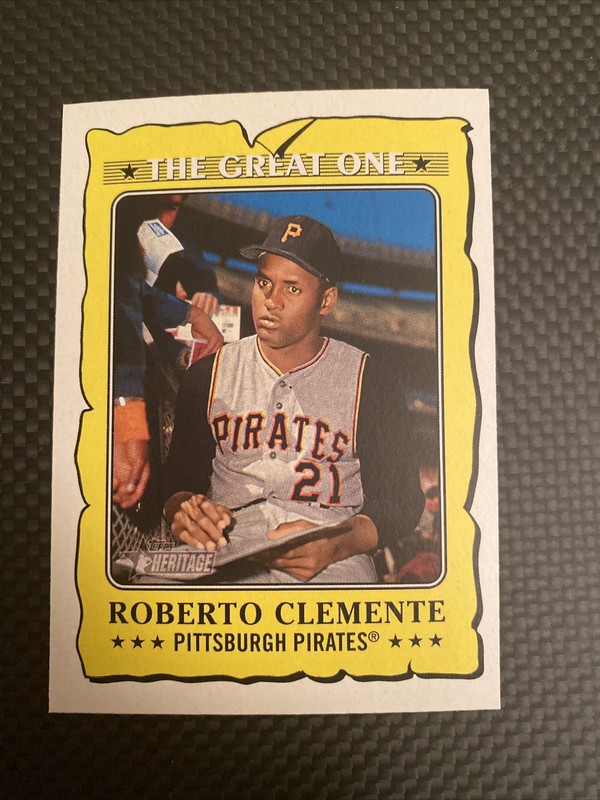 ★ THE GREAT ONE ★
P
PIRATES
21
TOPPS
HERITAGE
ROBERTO CLEMENTE
★★★ PITTSBURGH PIRATES® ★★★